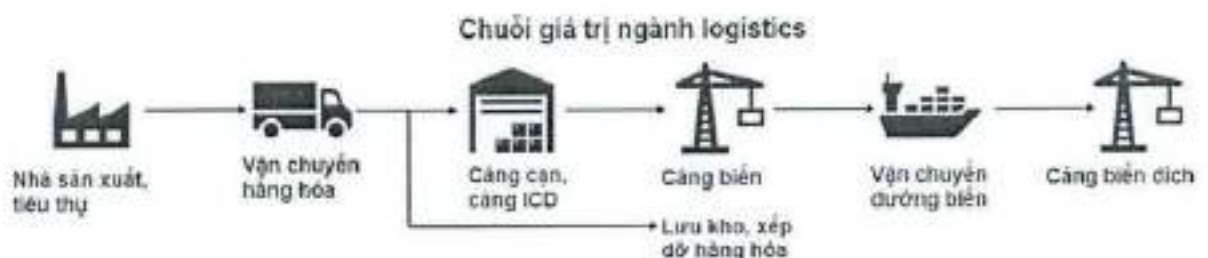 Chuỗi giá trị ngành logistics
Nhà sản xuất,
tiêu thụ
Vận chuyển
hàng hóa
Cảng cạn,
cảng ICD
Cảng biển
Vận chuyển
đường biển
Cảng biển đích
Lưu kho, xếp
dỡ hàng hóa